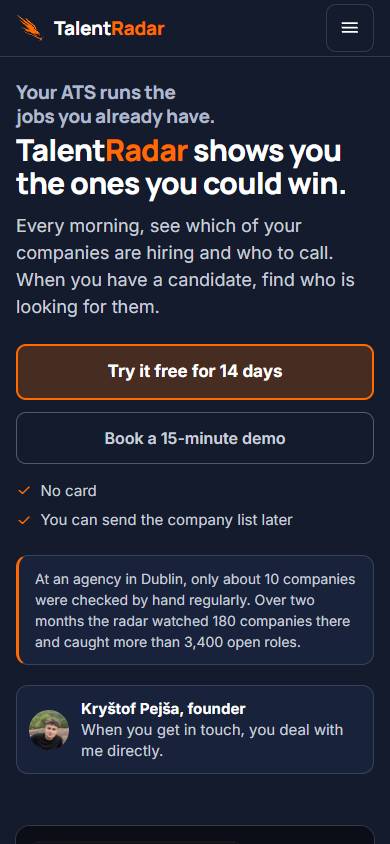 TalentRadar
Your ATS runs the
jobs you already have.
TalentRadar shows you
the ones you could win.
Every morning, see which of your
companies are hiring and who to call.
When you have a candidate, find who is
looking for them.
Try it free for 14 days
Book a 15-minute demo
No card
You can send the company list later
At an agency in Dublin, only about 10 companies
were checked by hand regularly. Over two
months the radar watched 180 companies there
and caught more than 3,400 open roles.
Kryštof Pejša, founder
When you get in touch, you deal with
me directly.